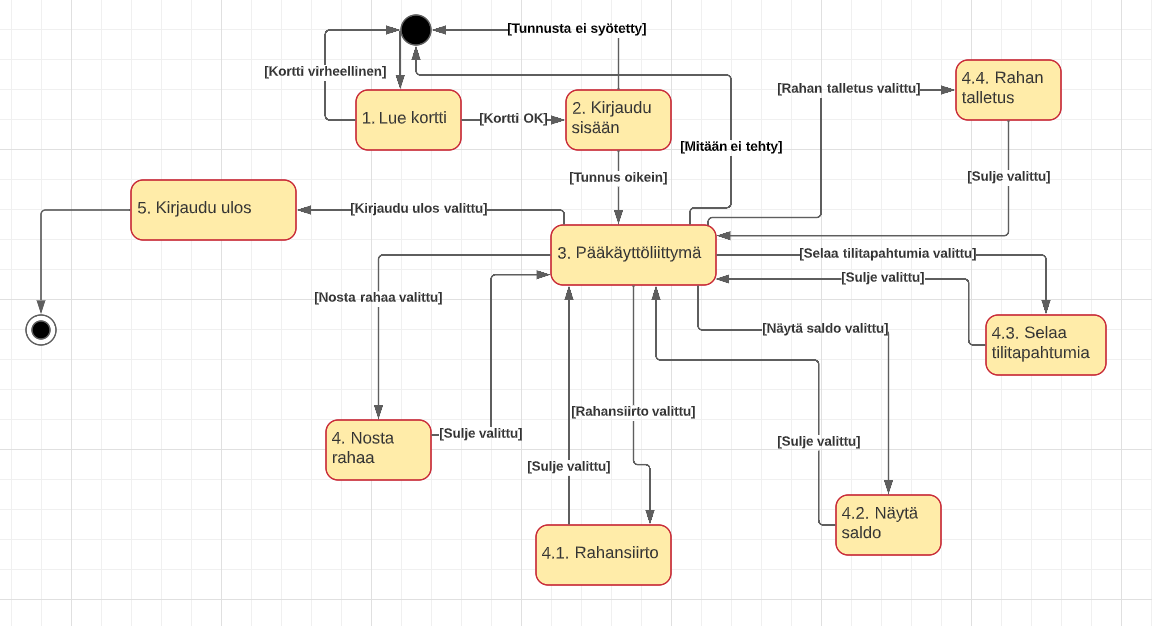 [Tunnusta ei syötetty]
[Kortti virheellinen]
4.4. Rahan
talletus
[Rahan talletus valittu]
1. Lue kortti
[Kortti OK]
2. Kirjaudu
sisään
[Mitään ei tehty]
[Tunnus oikein]
[Sulje valittu]
5. Kirjaudu ulos
[Kirjaudu ulos valittu]
3. Pääkäyttöliittymä
[Selaa tilitapahtumia valittu]
[Sulje valittu]
[Nosta rahaa valittu]
[Näytä saldo valittu]
4.3. Selaa
tilitapahtumia
[Rahansiirto valittu]
4. Nosta
rahaa
[Sulje valittu]
[Sulje valittu]
[Sulje valittu]
4.2. Näytä
saldo
4.1. Rahansiirto